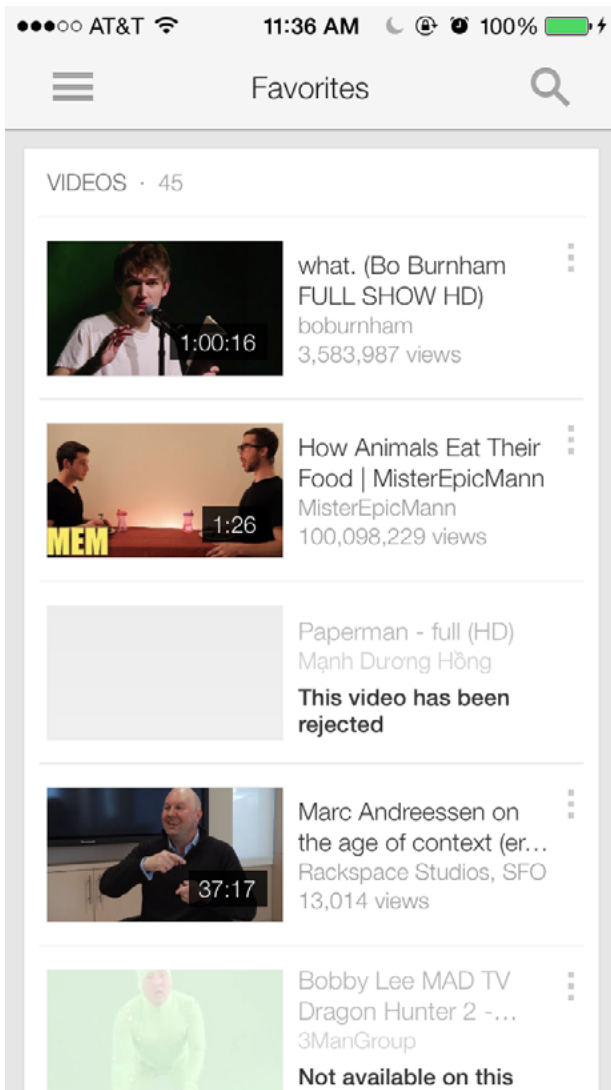 AT&T 11:36 AM 100%
Favorites
VIDEOS · 45
what. (Bo Burnham
FULL SHOW HD)
boburnham
3,583,987 views
1:00:16
How Animals Eat Their
Food | MisterEpicMann
MisterEpicMann
100,098,229 views
1:26
MEM
Paperman - full (HD)
Mạnh Dương Hồng
This video has been
rejected
Marc Andreessen on
the age of context (er...
Rackspace Studios, SFO
13,014 views
37:17
Bobby Lee MAD TV
Dragon Hunter 2 -...
3ManGroup
Not available on this